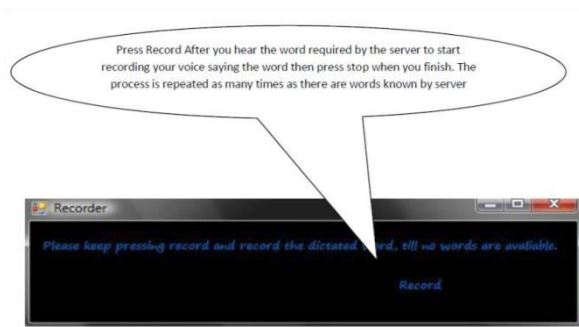 Press Record After you hear the word required by the server to start
recording your voice saying the word then press stop when you finish. The
process is repeated as many times as there are words known by server
Recorder
Please keep pressing record and record the dictated word, till no words are avaliable.
Record